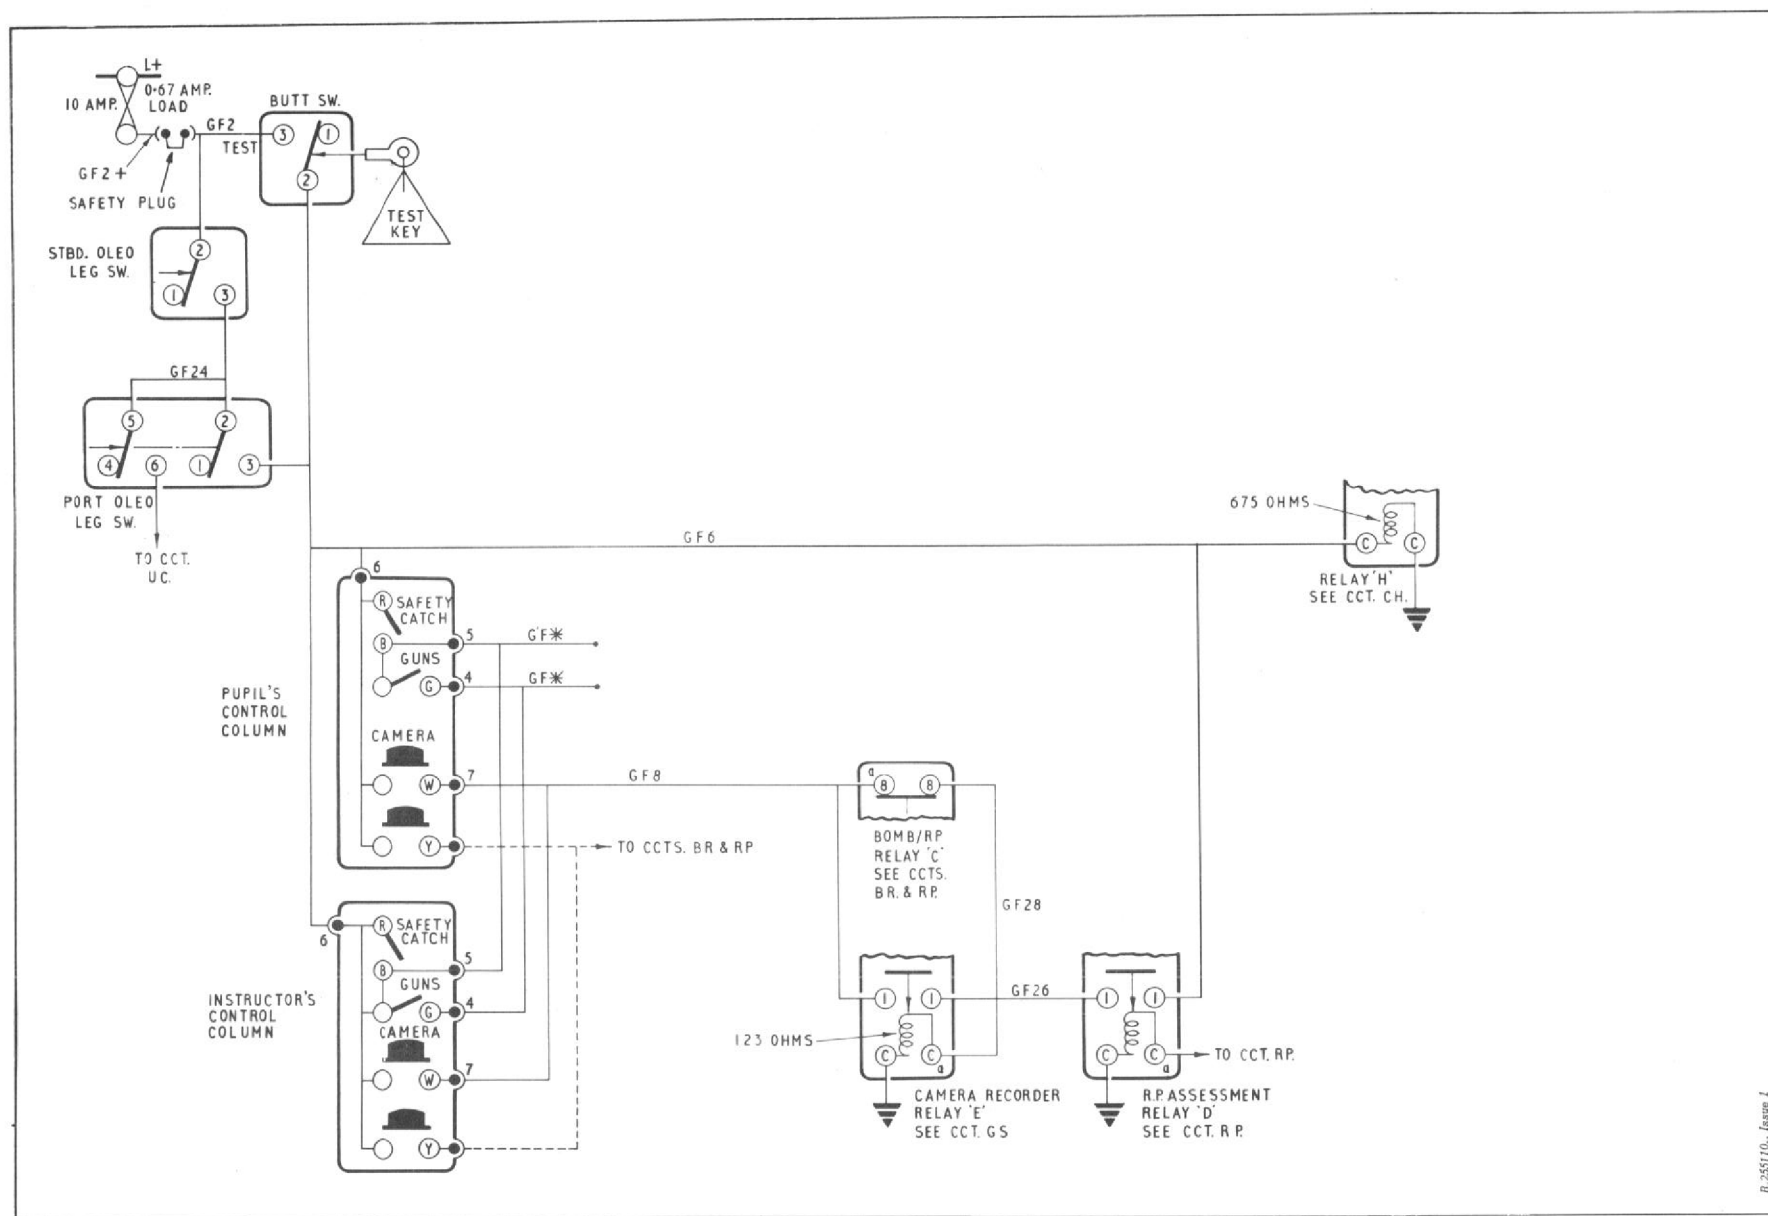 L+
10 AMP.
0·67 AMP.
LOAD
GF2
TEST
GF2+
SAFETY PLUG
BUTT SW.
3
1
2
TEST
KEY
STBD. OLEO
LEG SW.
2
1
3
GF24
5
2
4
6
1
3
PORT OLEO
LEG SW.
TO CCT.
U.C.
GF6
675 OHMS
C
C
RELAY 'H'
SEE CCT. CH.
6
R
SAFETY
CATCH
B
5
GF✳
GUNS
G
4
GF✳
PUPIL'S
CONTROL
COLUMN
CAMERA
W
7
GF8
Y
TO CCTS. BR & RP
a
8
8
BOMB/RP
RELAY 'C'
SEE CCTS.
BR. & RP.
GF28
6
R
SAFETY
CATCH
B
5
GUNS
G
4
INSTRUCTOR'S
CONTROL
COLUMN
CAMERA
W
7
Y
1
1
GF26
1
1
123 OHMS
C
C
a
C
C
a
TO CCT. RP.
CAMERA RECORDER
RELAY 'E'
SEE CCT. GS
R.P. ASSESSMENT
RELAY 'D'
SEE CCT. R.P.
R.255110. Issue 1